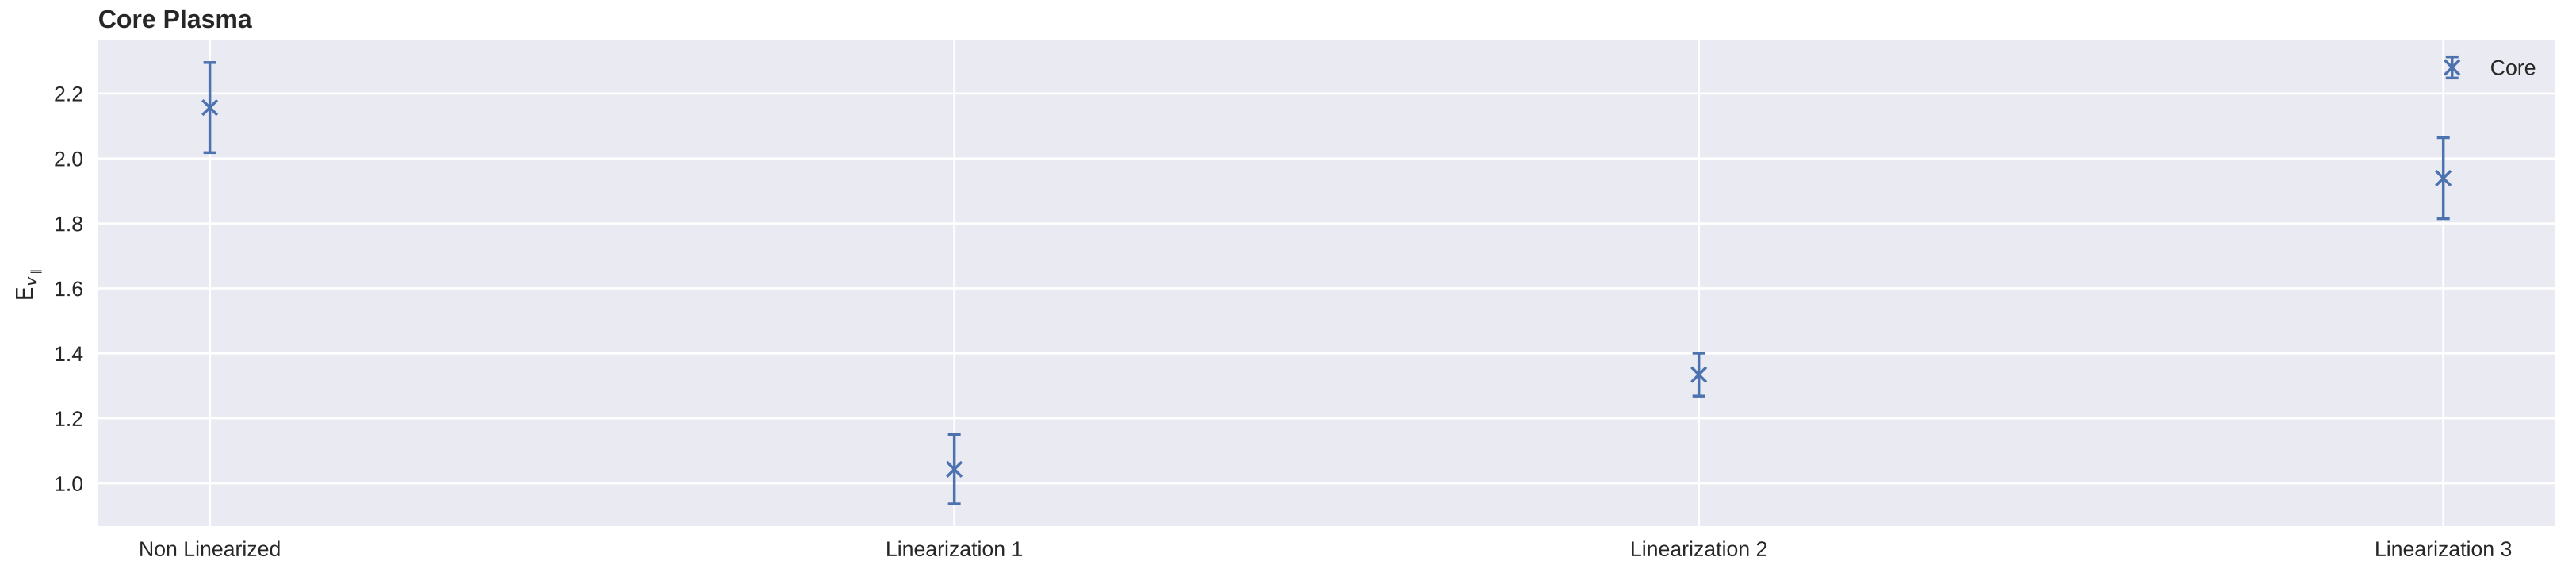 Core Plasma
Core
2.2
2.0
1.8
1.6
1.4
1.2
1.0
E_{v_∥}
Non Linearized Linearization 1 Linearization 2 Linearization 3